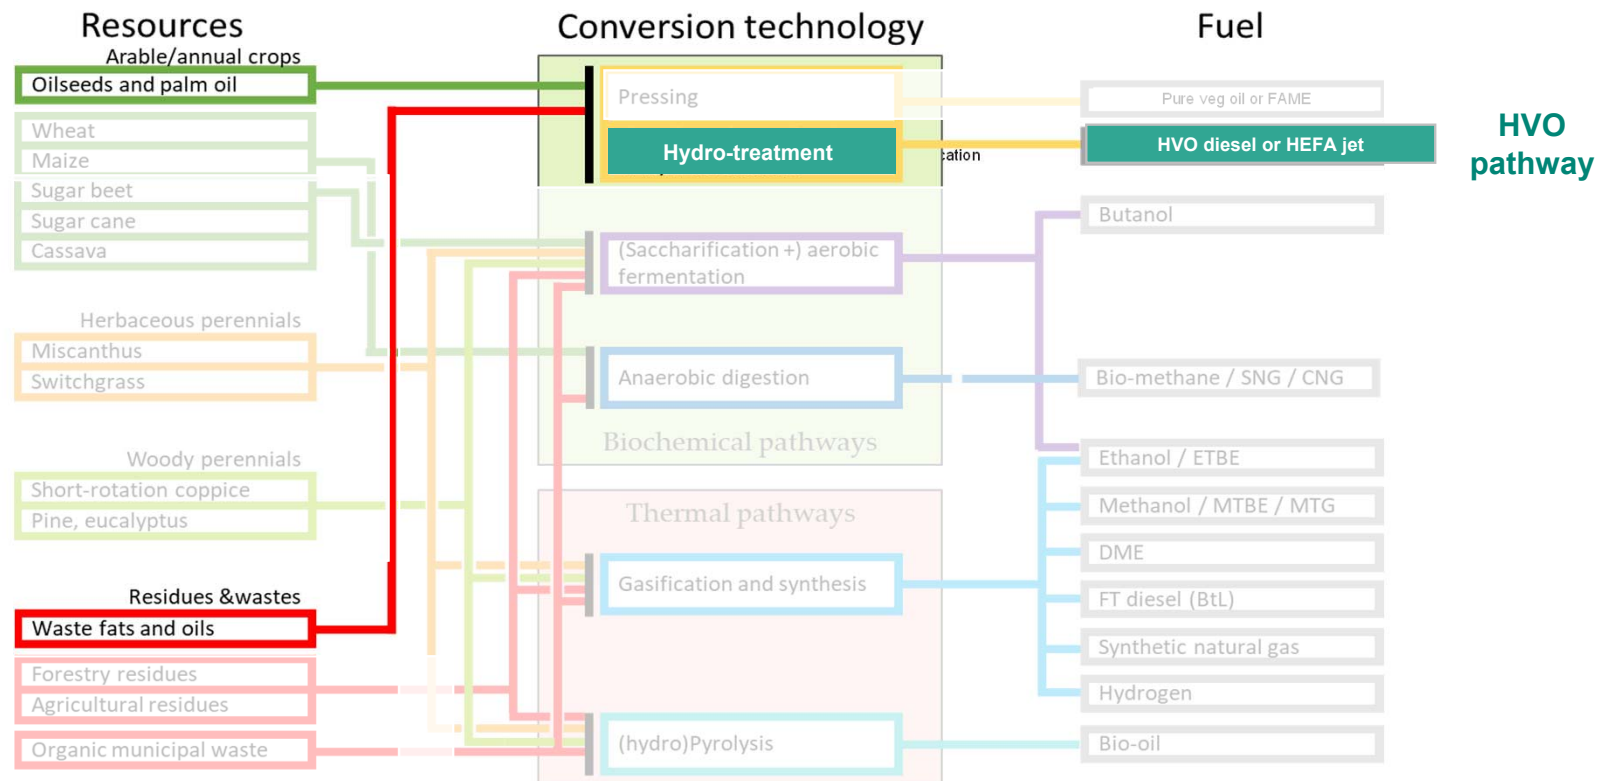 Resources
Conversion technology
Fuel
Arable/annual crops
Oilseeds and palm oil
Wheat
Maize
Sugar beet
Sugar cane
Cassava
Herbaceous perennials
Miscanthus
Switchgrass
Woody perennials
Short-rotation coppice
Pine, eucalyptus
Residues &wastes
Waste fats and oils
Forestry residues
Agricultural residues
Organic municipal waste
Pressing
Hydro-treatment
(Saccharification +) aerobic
fermentation
Anaerobic digestion
Biochemical pathways
Thermal pathways
Gasification and synthesis
(hydro)Pyrolysis
Pure veg oil or FAME
HVO diesel or HEFA jet
Butanol
Bio-methane / SNG / CNG
Ethanol / ETBE
Methanol / MTBE / MTG
DME
FT diesel (BtL)
Synthetic natural gas
Hydrogen
Bio-oil
HVO
pathway